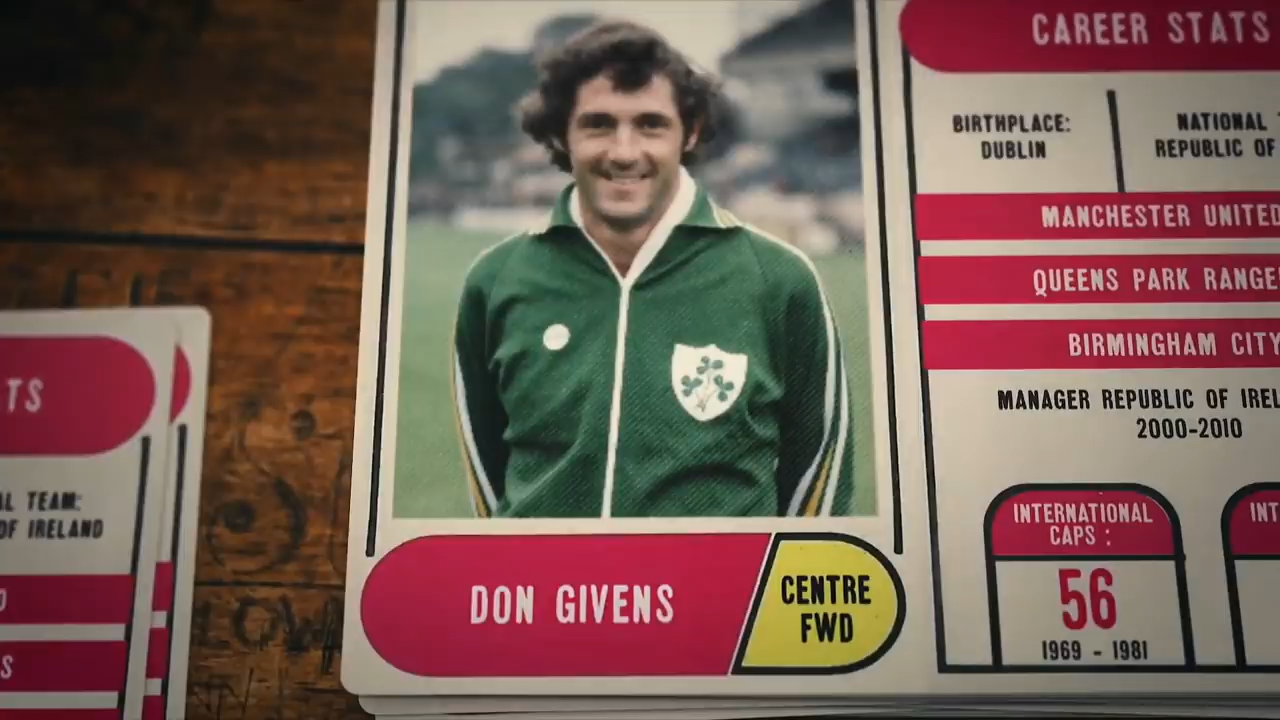 TS
AL TEAM:
OF IRELAND
S
DON GIVENS
CENTRE
FWD
CAREER STATS
BIRTHPLACE:
DUBLIN
NATIONAL
REPUBLIC OF
MANCHESTER UNITED
QUEENS PARK RANGE
BIRMINGHAM CITY
MANAGER REPUBLIC OF IREL
2000-2010
INTERNATIONAL
CAPS :
56
1969 - 1981
INT